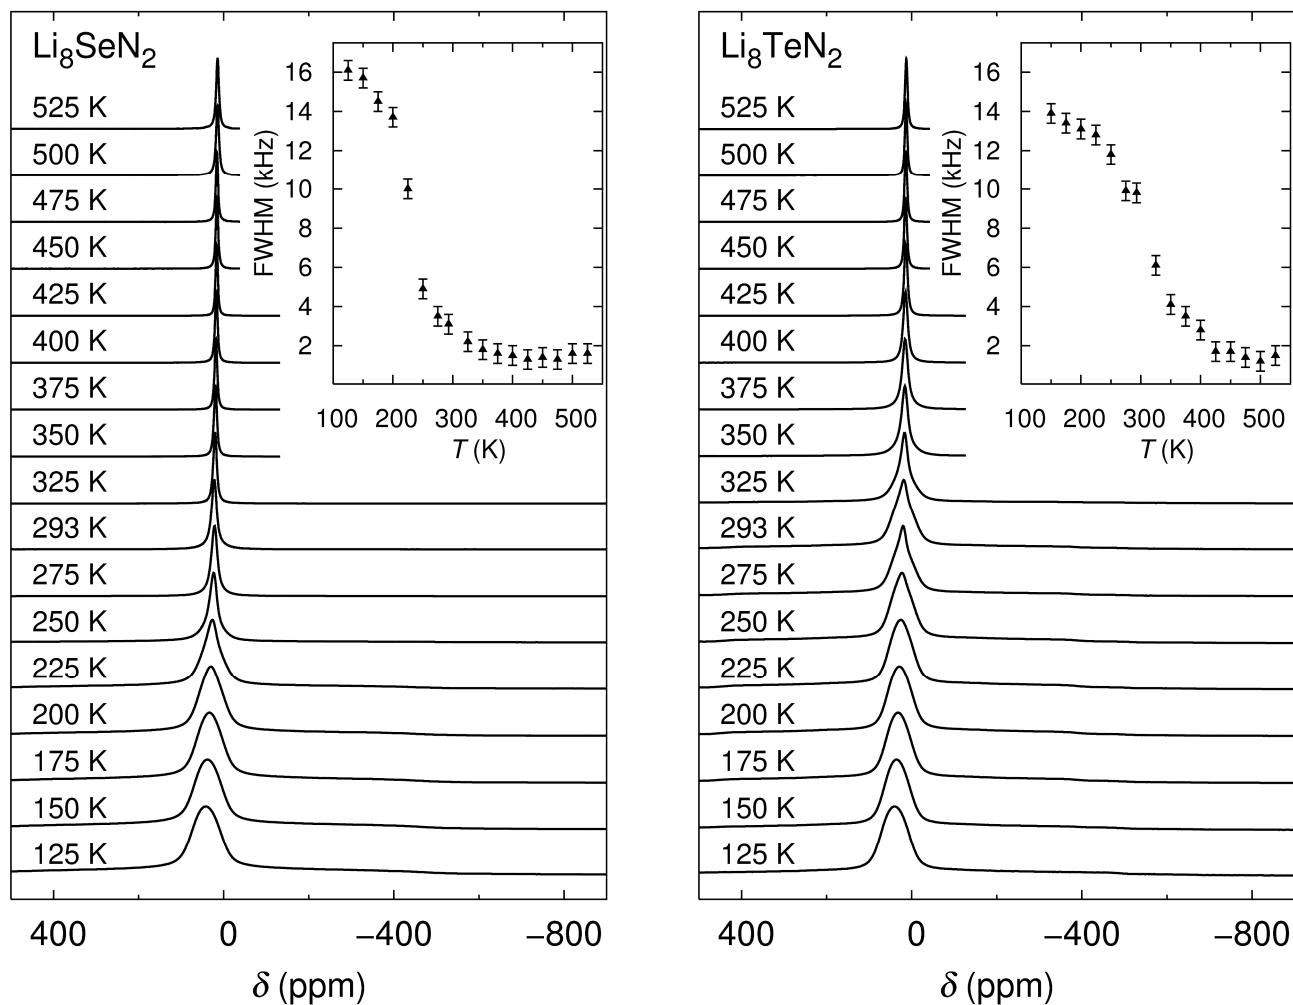 Li₈SeN₂
525 K
500 K
475 K
450 K
425 K
400 K
375 K
350 K
325 K
293 K
275 K
250 K
225 K
200 K
175 K
150 K
125 K
400 0 −400 −800
δ (ppm)
FWHM (kHz)
16
14
12
10
8
6
4
2
100 200 300 400 500
T (K)
Li₈TeN₂
525 K
500 K
475 K
450 K
425 K
400 K
375 K
350 K
325 K
293 K
275 K
250 K
225 K
200 K
175 K
150 K
125 K
400 0 −400 −800
δ (ppm)
FWHM (kHz)
16
14
12
10
8
6
4
2
100 200 300 400 500
T (K)